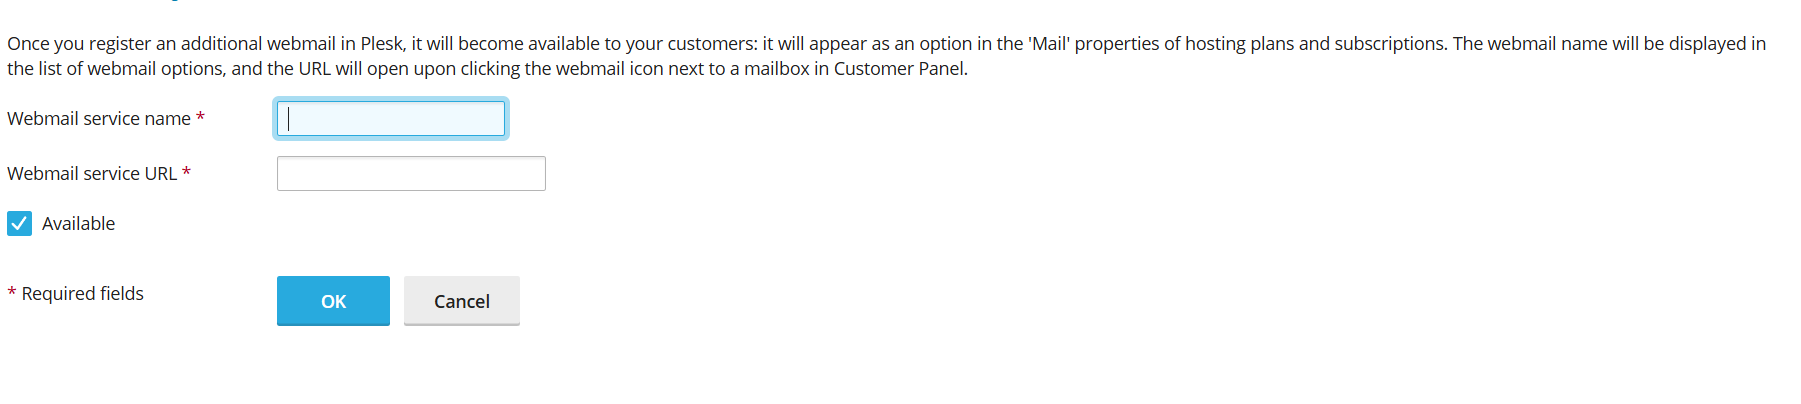 Once you register an additional webmail in Plesk, it will become available to your customers: it will appear as an option in the 'Mail' properties of hosting plans and subscriptions. The webmail name will be displayed in
the list of webmail options, and the URL will open upon clicking the webmail icon next to a mailbox in Customer Panel.
Webmail service name *
Webmail service URL *
Available
* Required fields
OK
Cancel